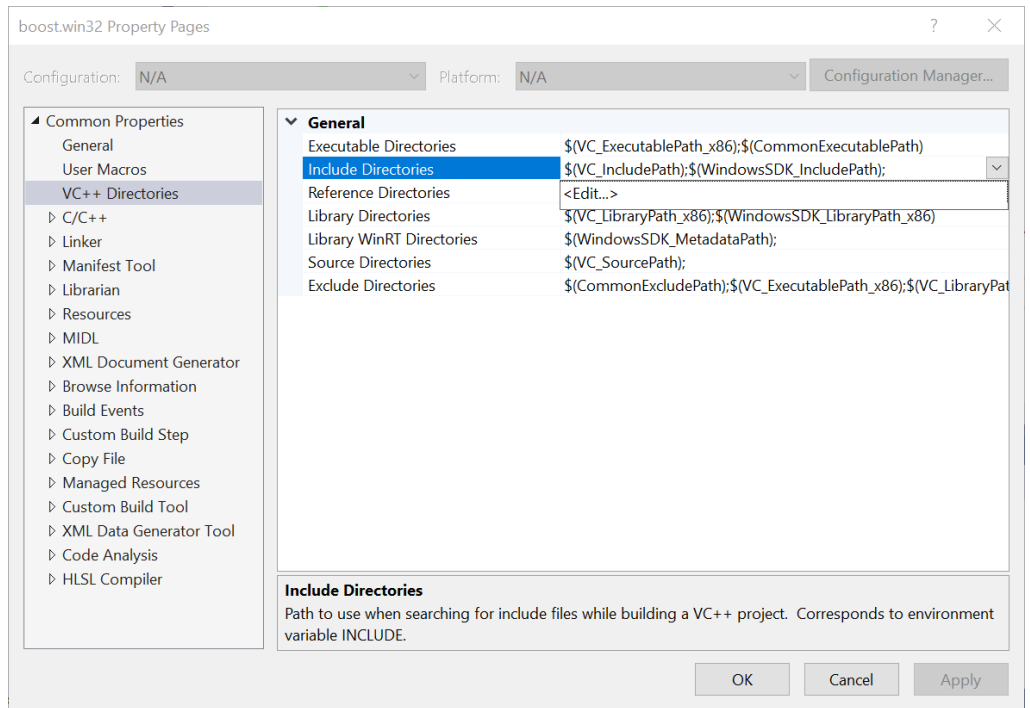 boost.win32 Property Pages
Configuration: N/A Platform: N/A Configuration Manager...
Common Properties
General
User Macros
VC++ Directories
C/C++
Linker
Manifest Tool
Librarian
Resources
MIDL
XML Document Generator
Browse Information
Build Events
Custom Build Step
Copy File
Managed Resources
Custom Build Tool
XML Data Generator Tool
Code Analysis
HLSL Compiler
General
Executable Directories $(VC_ExecutablePath_x86);$(CommonExecutablePath)
Include Directories $(VC_IncludePath);$(WindowsSDK_IncludePath);
Reference Directories <Edit...>
Library Directories $(VC_LibraryPath_x86);$(WindowsSDK_LibraryPath_x86)
Library WinRT Directories $(WindowsSDK_MetadataPath);
Source Directories $(VC_SourcePath);
Exclude Directories $(CommonExcludePath);$(VC_ExecutablePath_x86);$(VC_LibraryPat
Include Directories
Path to use when searching for include files while building a VC++ project. Corresponds to environment
variable INCLUDE.
OK Cancel Apply